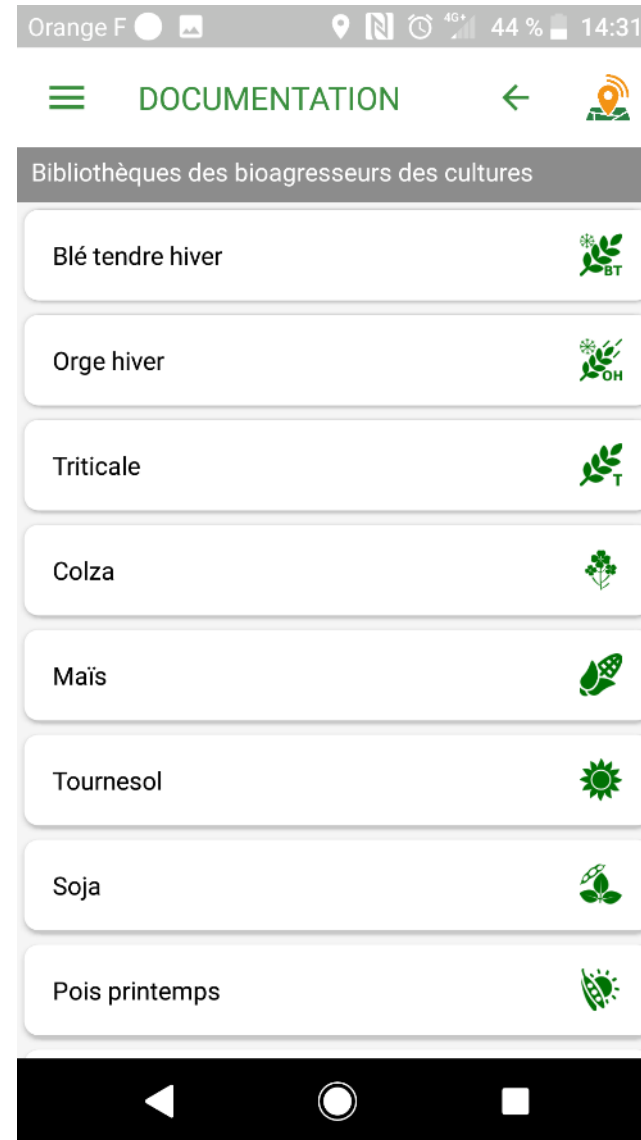 Orange F 4G+ 44 % 14:31
DOCUMENTATION
Bibliothèques des bioagresseurs des cultures
Blé tendre hiver BT
Orge hiver OH
Triticale T
Colza
Maïs
Tournesol
Soja
Pois printemps